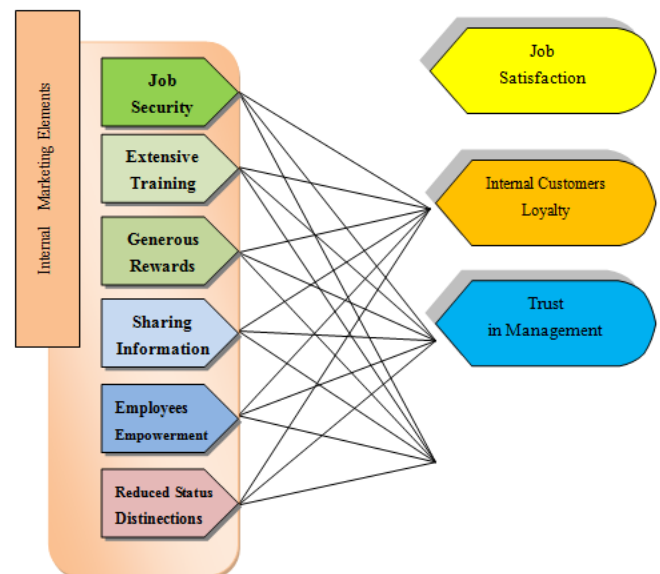 Internal Marketing Elements
Job
Security
Extensive
Training
Generous
Rewards
Sharing
Information
Employees
Empowerment
Reduced Status
Distinections
Job
Satisfaction
Internal Customers
Loyalty
Trust
in Management